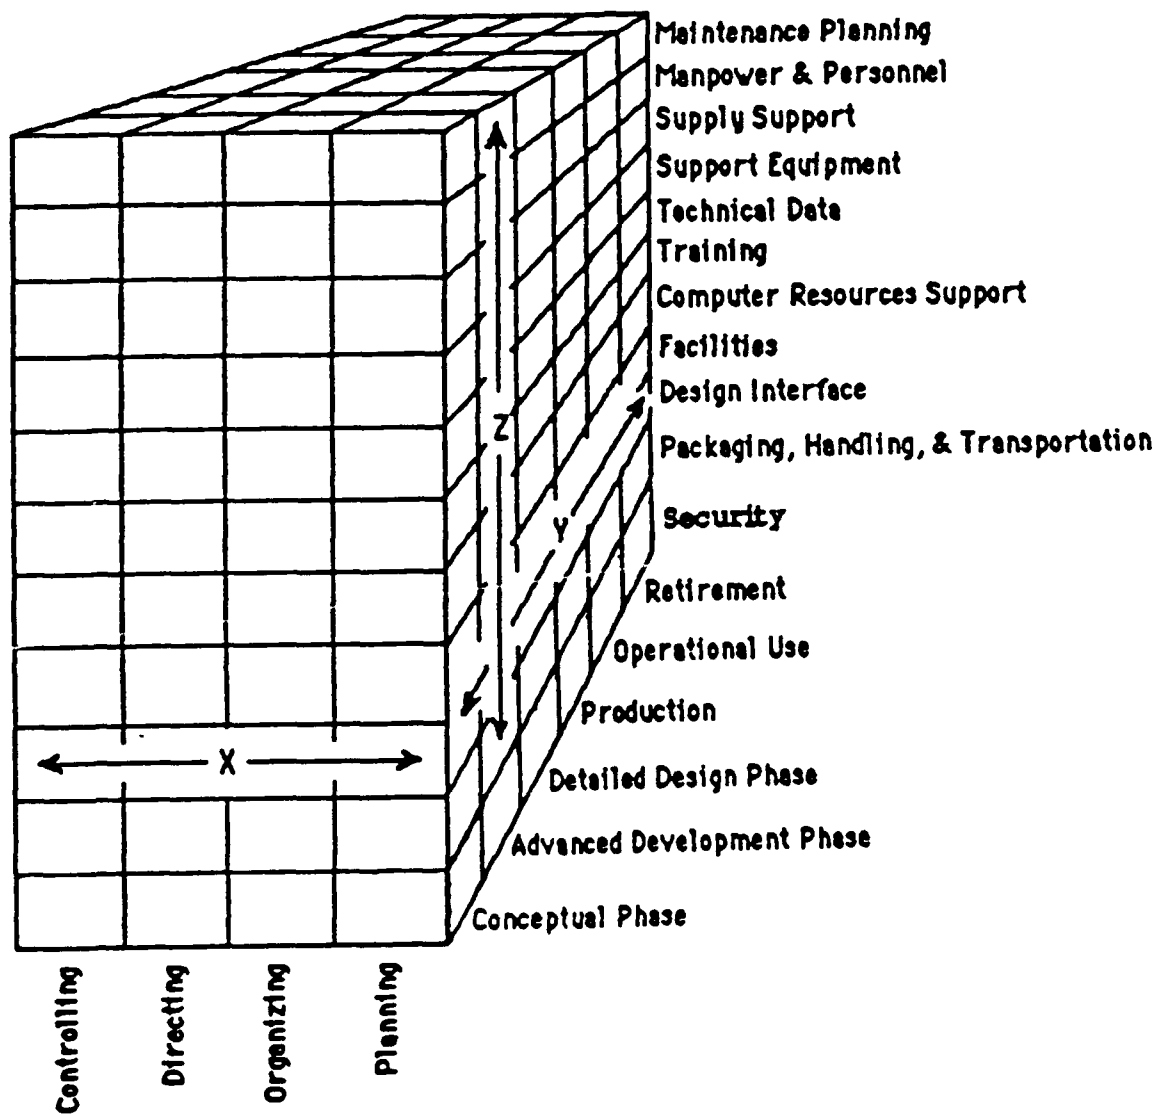 Maintenance Planning
Manpower & Personnel
Supply Support
Support Equipment
Technical Data
Training
Computer Resources Support
Facilities
Design Interface
Packaging, Handling, & Transportation
Security
Retirement
Operational Use
Production
Detailed Design Phase
Advanced Development Phase
Conceptual Phase
Z
Y
X
Controlling
Directing
Organizing
Planning